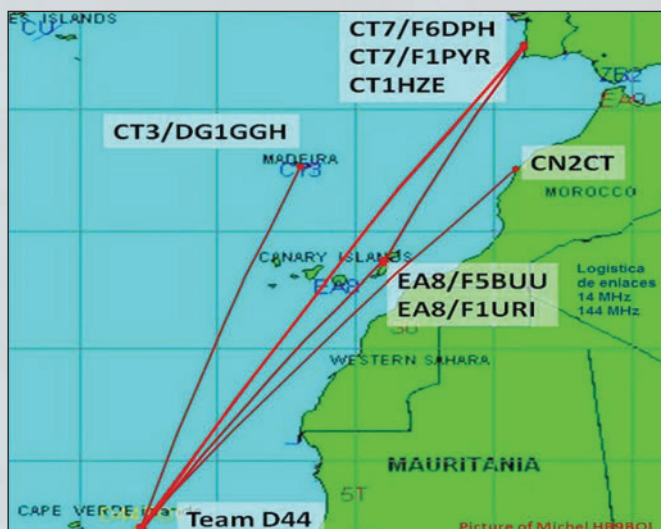 ES ISLANDS
CU
CT7/F6DPH
CT7/F1PYR
CT1HZE
ZB2
EA9
CT3/DG1GGH
MADEIRA
CT3
CN2CT
MOROCCO
CANARY ISLANDS
EA8
EA8/F5BUU
EA8/F1URI
Logistica
de enlaces
14 MHz
144 MHz
WESTERN SAHARA
MAURITANIA
5T
CAPE VERDE islands
Team D44
Picture of Michel HB9BOI